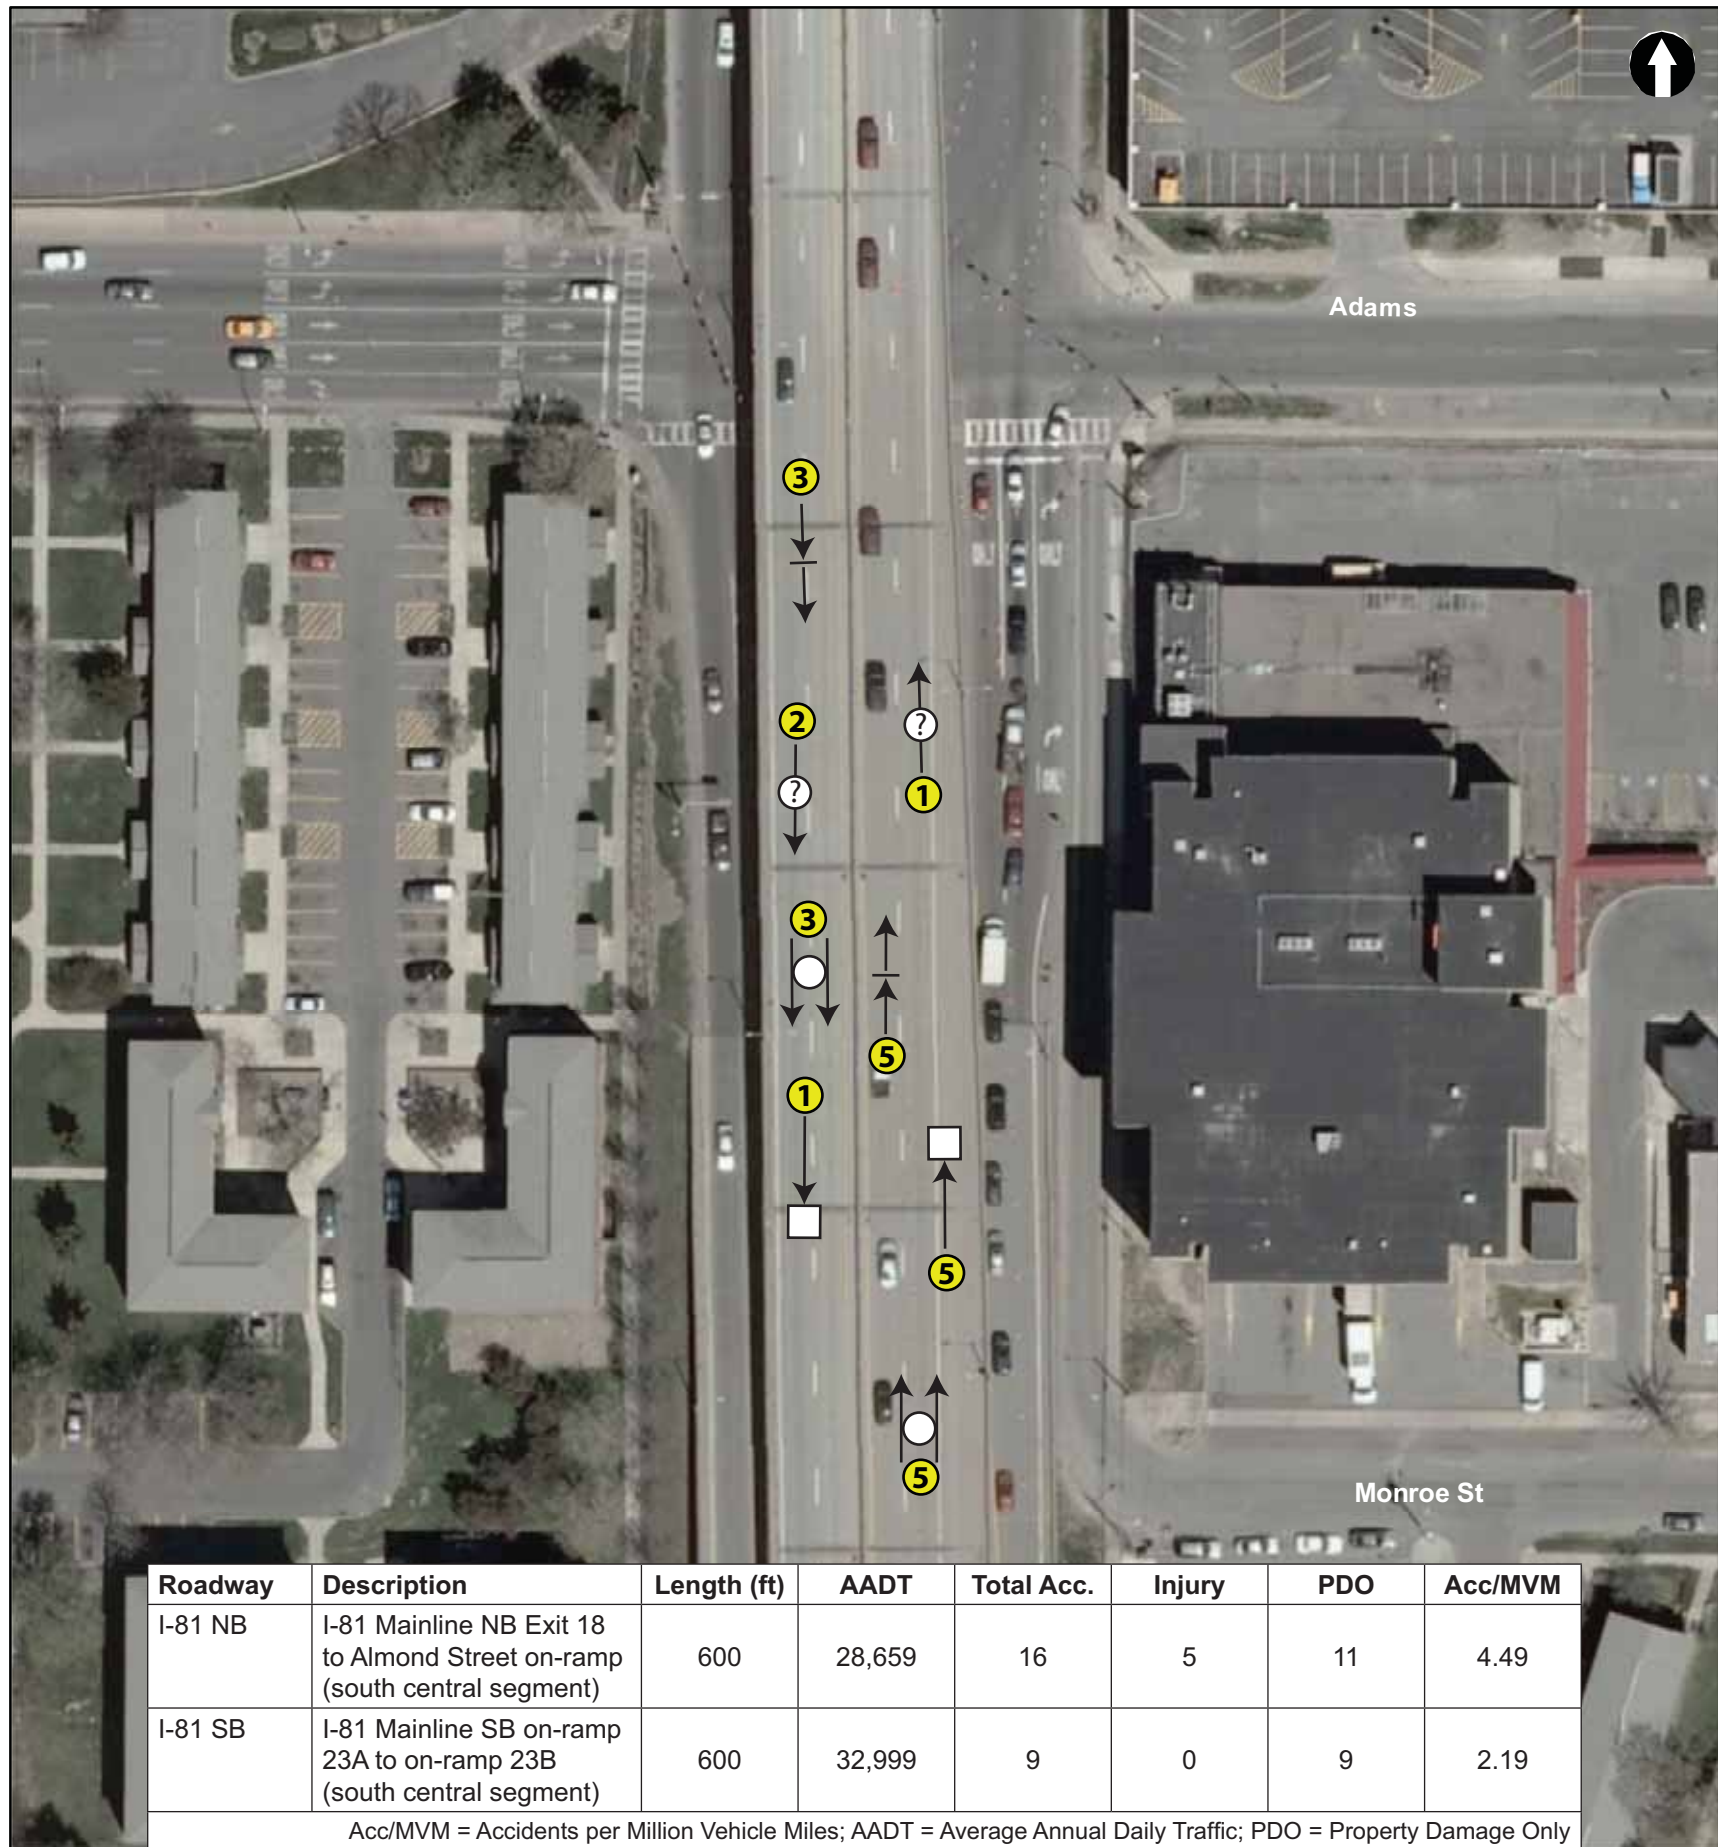 Adams
3
2
?
?
1
3
5
1
5
5
Monroe St
Roadway Description Length (ft) AADT Total Acc. Injury PDO Acc/MVM
I-81 NB I-81 Mainline NB Exit 18
to Almond Street on-ramp 600 28,659 16 5 11 4.49
(south central segment)
I-81 SB I-81 Mainline SB on-ramp
23A to on-ramp 23B 600 32,999 9 0 9 2.19
(south central segment)
Acc/MVM = Accidents per Million Vehicle Miles; AADT = Average Annual Daily Traffic; PDO = Property Damage Only